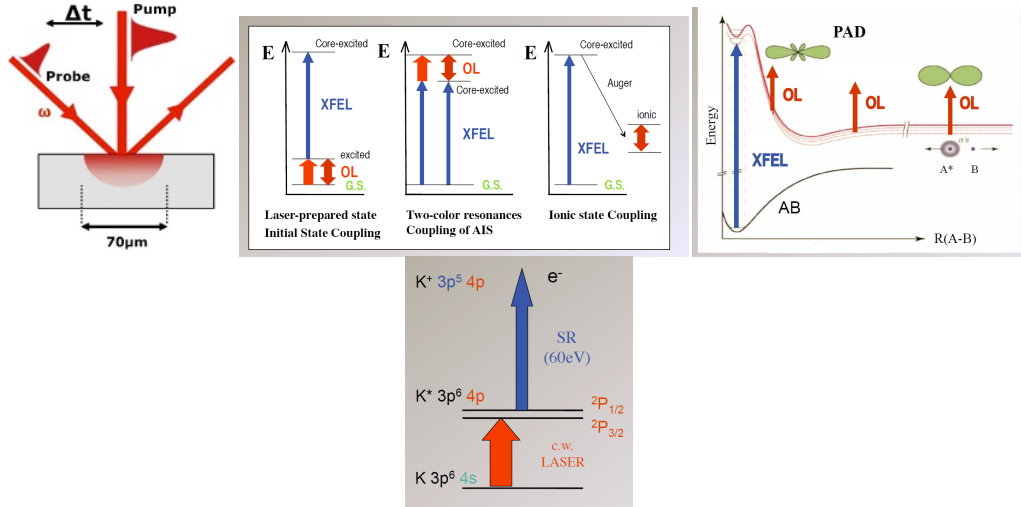 Δt
Pump
Probe
ω
70µm
E
Core-excited
XFEL
excited
OL
G.S.
Laser-prepared state
Initial State Coupling
E
Core-excited
OL
Core-excited
XFEL
G.S.
Two-color resonances
Coupling of AIS
E
Core-excited
Auger
ionic
XFEL
G.S.
Ionic state Coupling
PAD
Energy
OL
OL
OL
XFEL
n's
A* B
AB
R(A-B)
K⁺ 3p⁵ 4p
e⁻
SR
(60eV)
K* 3p⁶ 4p
²P₁/₂
²P₃/₂
c.w.
LASER
K 3p⁶ 4s